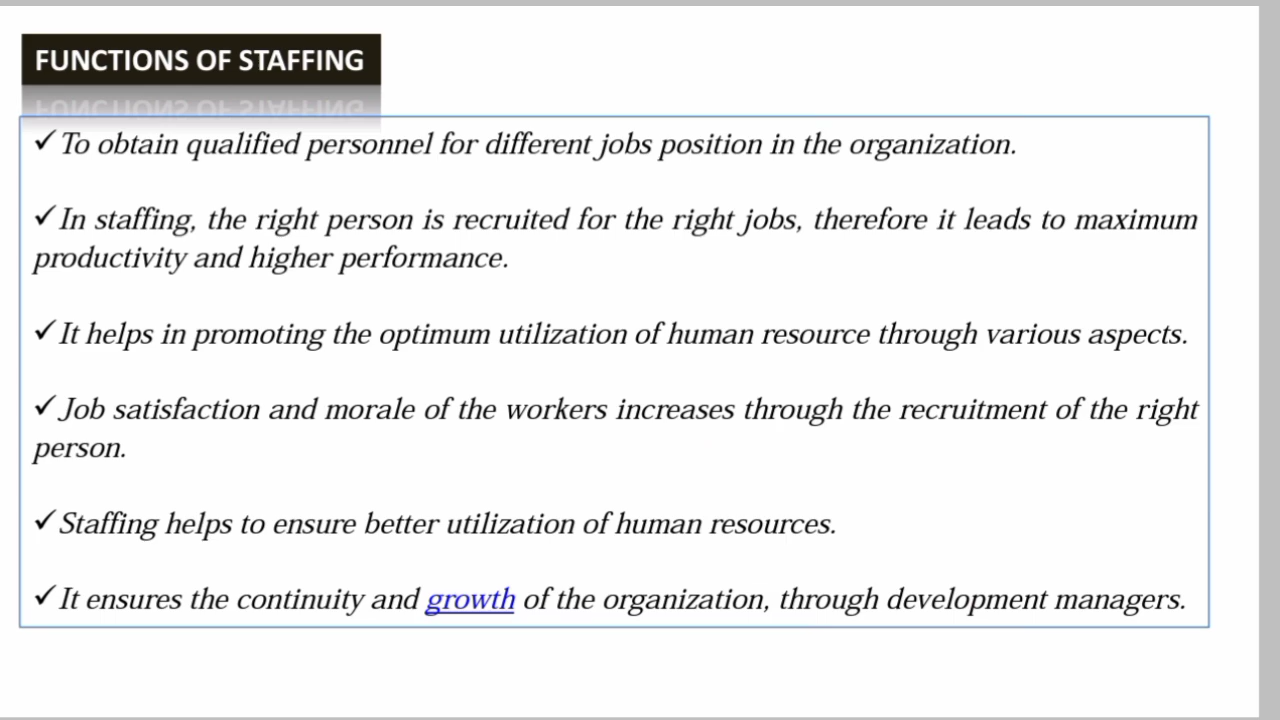 FUNCTIONS OF STAFFING
✓To obtain qualified personnel for different jobs position in the organization.
✓In staffing, the right person is recruited for the right jobs, therefore it leads to maximum
productivity and higher performance.
✓It helps in promoting the optimum utilization of human resource through various aspects.
✓Job satisfaction and morale of the workers increases through the recruitment of the right
person.
✓Staffing helps to ensure better utilization of human resources.
✓It ensures the continuity and growth of the organization, through development managers.